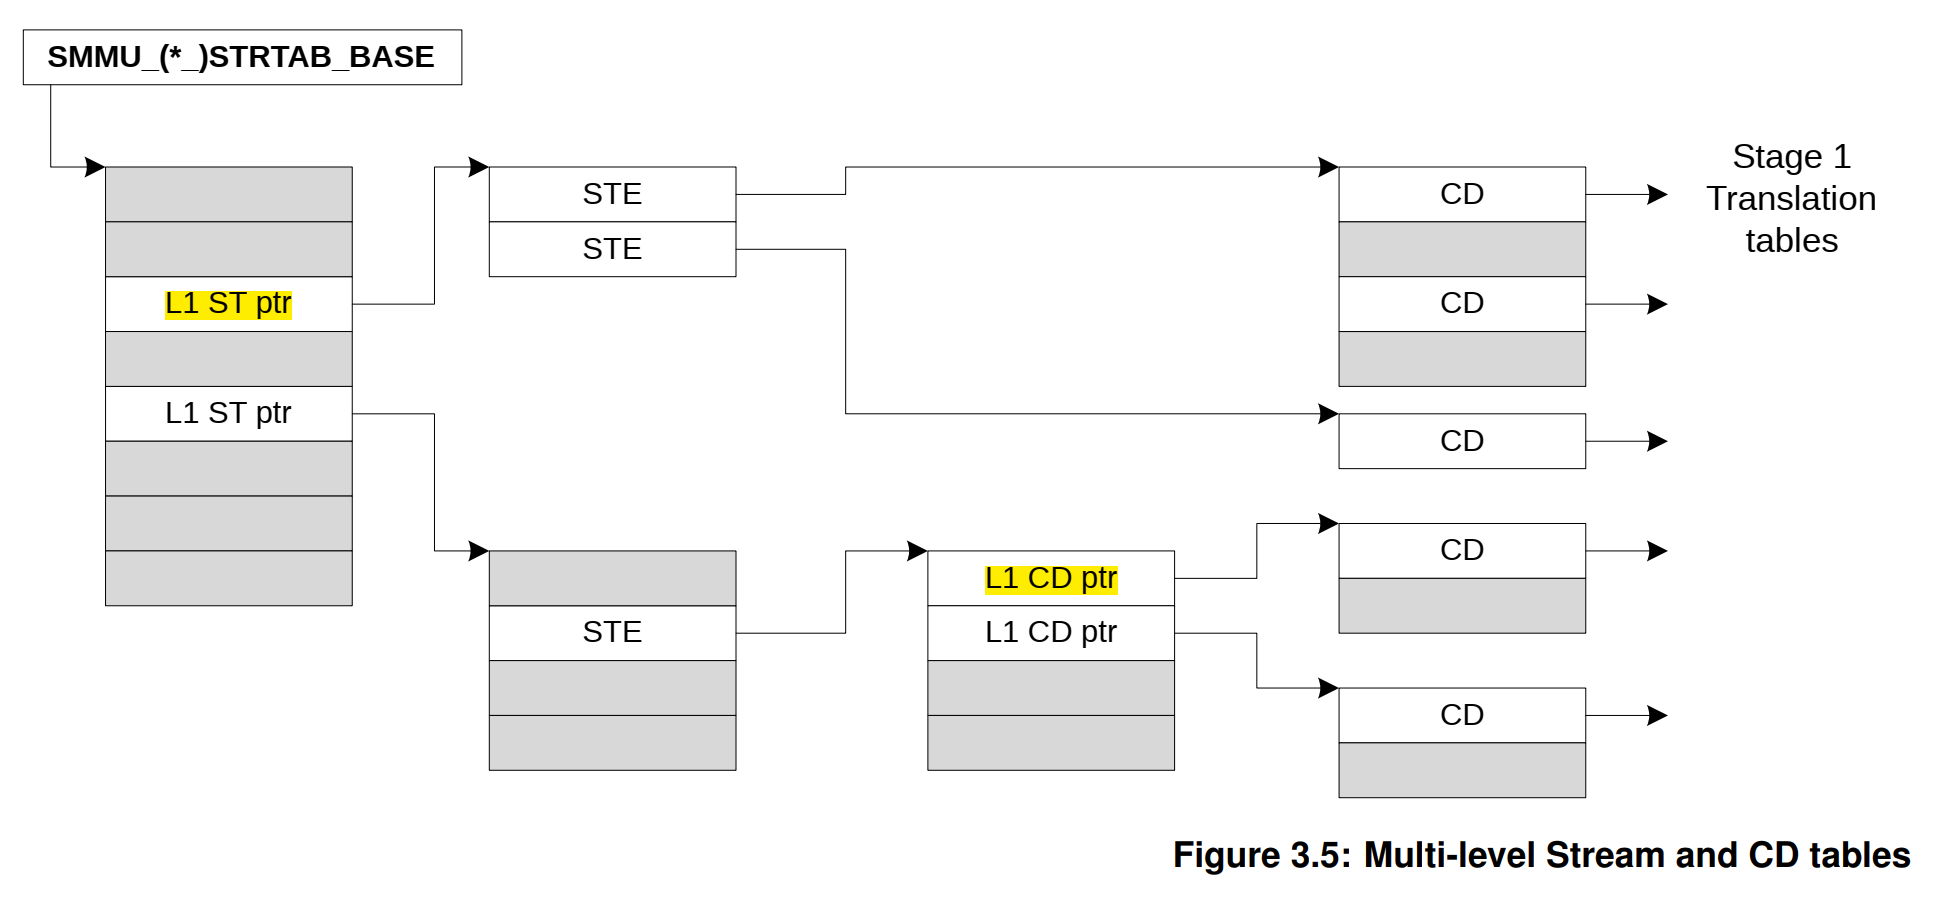 SMMU_(*_)STRTAB_BASE
Stage 1
Translation
tables
STE
CD
STE
L1 ST ptr
CD
L1 ST ptr
CD
CD
L1 CD ptr
STE
L1 CD ptr
CD
Figure 3.5: Multi-level Stream and CD tables